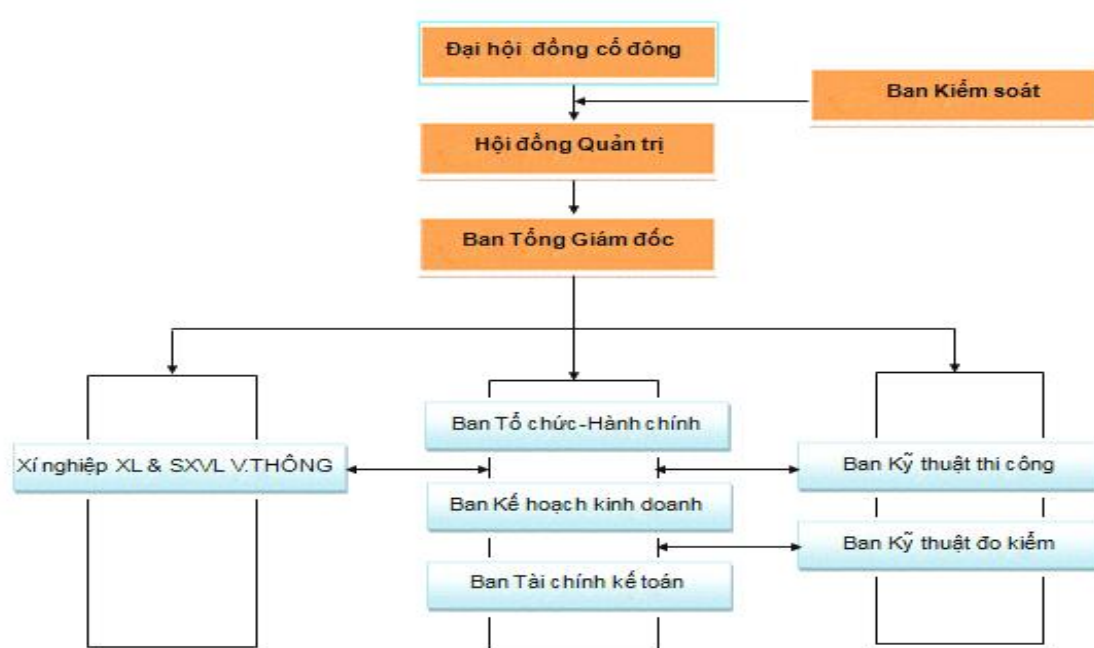 Đại hội đồng cổ đông
Ban Kiểm soát
Hội đồng Quản trị
Ban Tổng Giám đốc
Ban Tổ chức-Hành chính
Xí nghiệp XL & SXVL V.THÔNG
Ban Kỹ thuật thi công
Ban Kế hoạch kinh doanh
Ban Kỹ thuật đo kiểm
Ban Tài chính kế toán